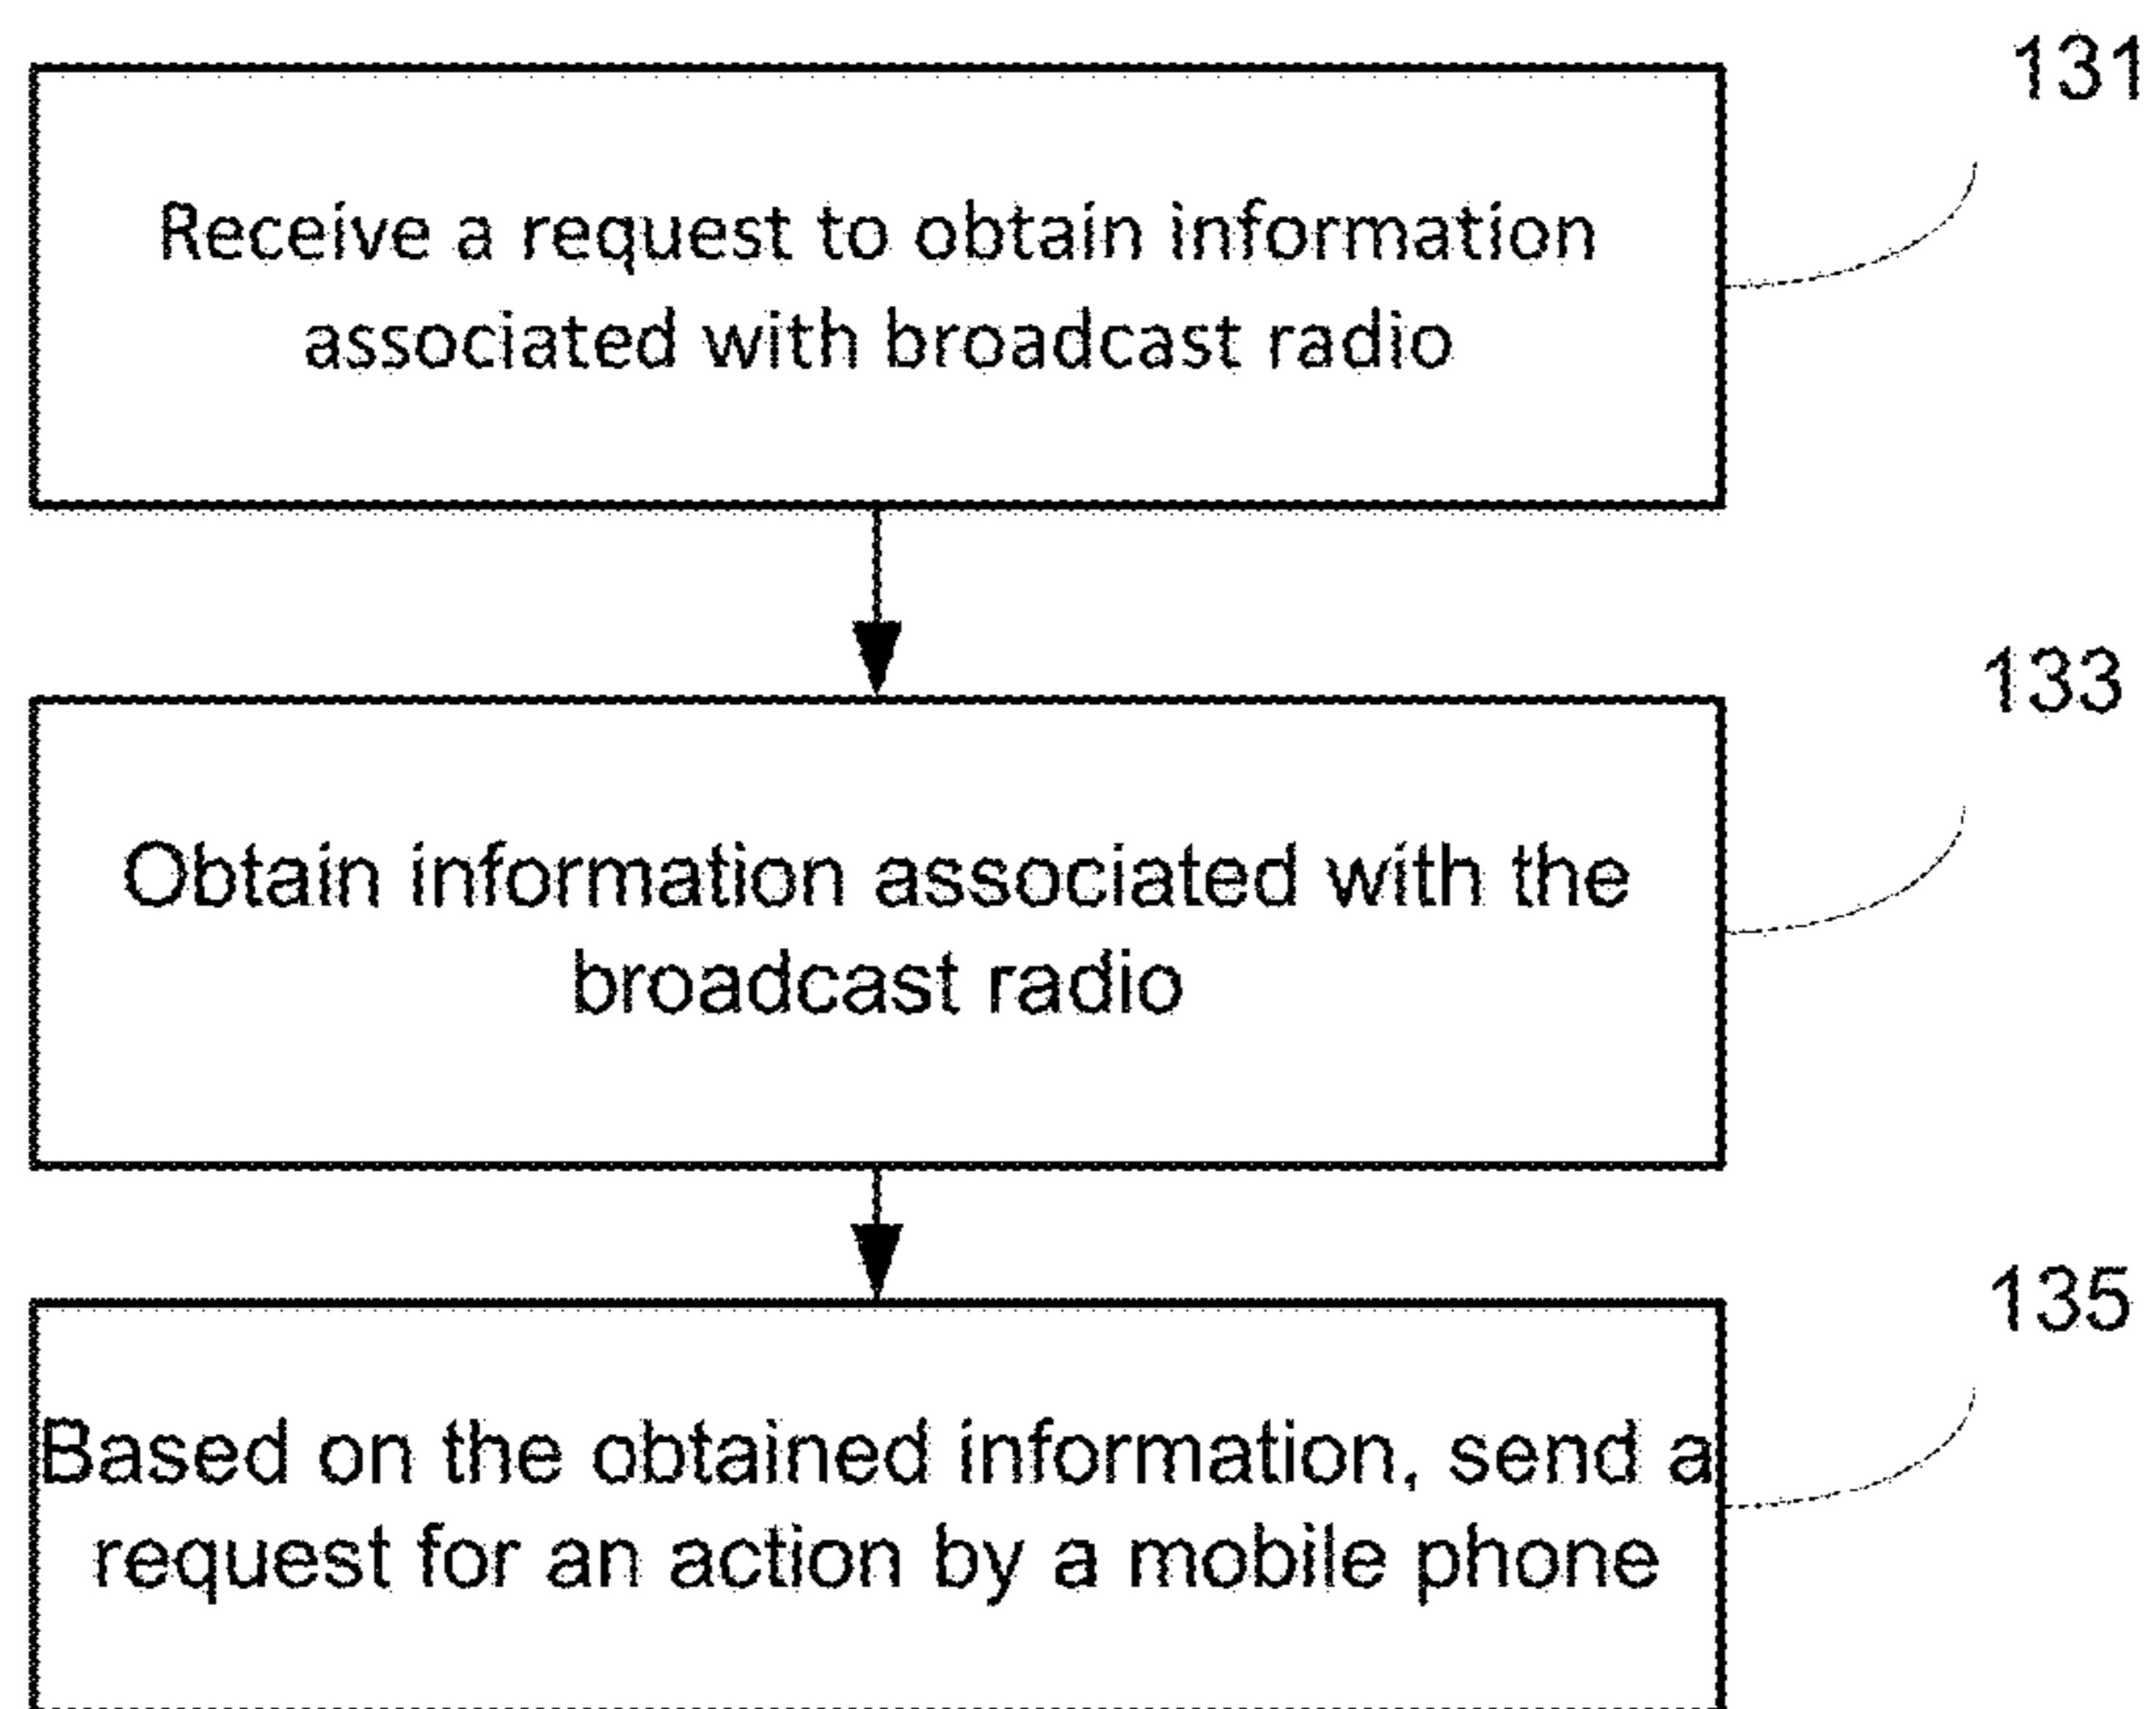 131
Receive a request to obtain information
associated with broadcast radio
133
Obtain information associated with the
broadcast radio
135
Based on the obtained information, send a
request for an action by a mobile phone